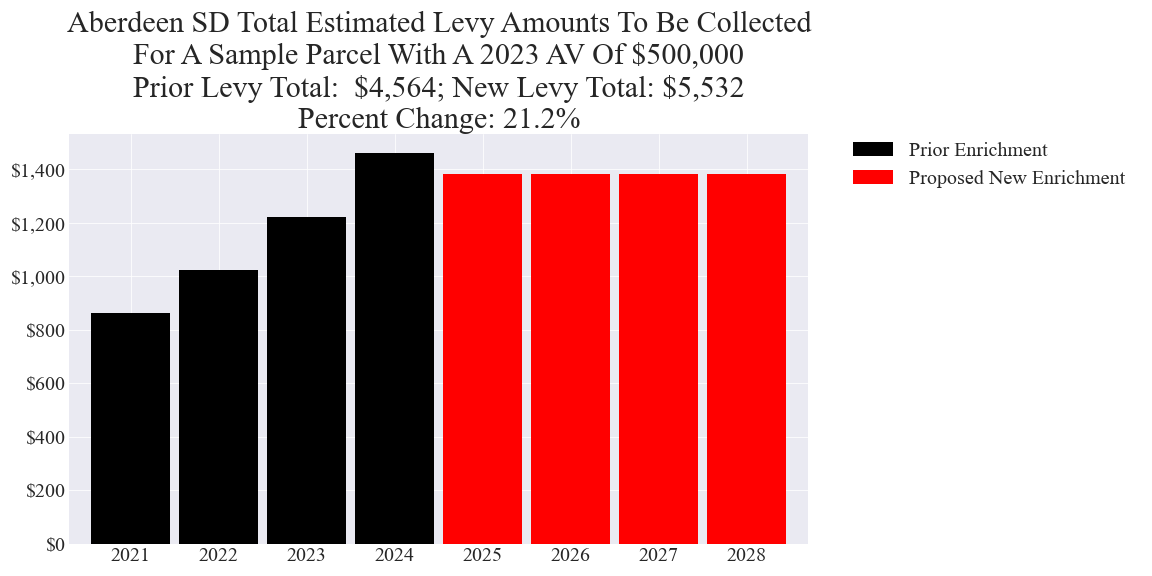 Aberdeen SD Total Estimated Levy Amounts To Be Collected
For A Sample Parcel With A 2023 AV Of $500,000
Prior Levy Total:  $4,564; New Levy Total: $5,532
Percent Change: 21.2%
Prior Enrichment
Proposed New Enrichment
$1,400
$1,200
$1,000
$800
$600
$400
$200
$0
2021 2022 2023 2024 2025 2026 2027 2028